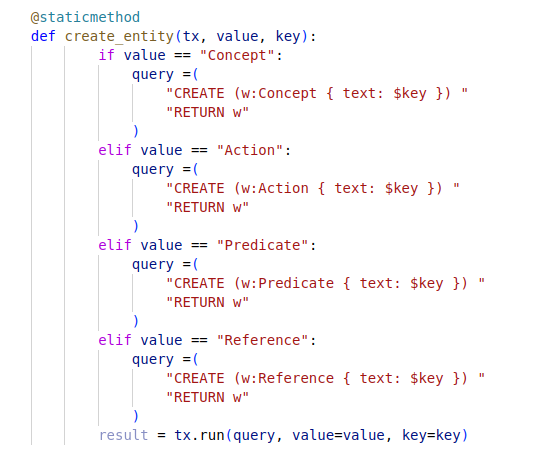 @staticmethod
def create_entity(tx, value, key):
if value == "Concept":
query =(
"CREATE (w:Concept { text: $key }) "
"RETURN w"
)
elif value == "Action":
query =(
"CREATE (w:Action { text: $key }) "
"RETURN w"
)
elif value == "Predicate":
query =(
"CREATE (w:Predicate { text: $key }) "
"RETURN w"
)
elif value == "Reference":
query =(
"CREATE (w:Reference { text: $key }) "
"RETURN w"
)
result = tx.run(query, value=value, key=key)